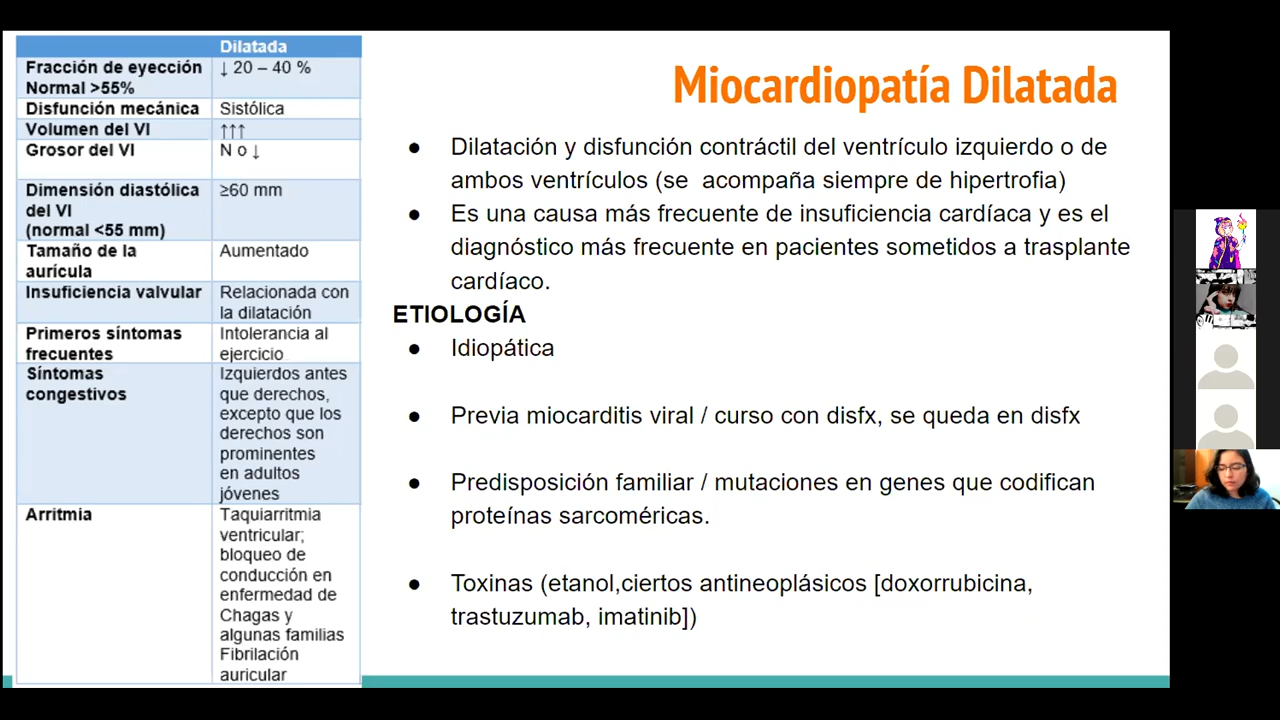 Dilatada
Fracción de eyección
Normal >55%
↓ 20 – 40 %
Disfunción mecánica
Sistólica
Volumen del VI
↑↑↑
Grosor del VI
N o ↓
Dimensión diastólica
del VI
(normal <55 mm)
≥60 mm
Tamaño de la
aurícula
Aumentado
Insuficiencia valvular
Relacionada con
la dilatación
Primeros síntomas
frecuentes
Intolerancia al
ejercicio
Síntomas
congestivos
Izquierdos antes
que derechos,
excepto que los
derechos son
prominentes
en adultos
jóvenes
Arritmia
Taquiarritmia
ventricular;
bloqueo de
conducción en
enfermedad de
Chagas y
algunas familias
Fibrilación
auricular
Miocardiopatía Dilatada
● Dilatación y disfunción contráctil del ventrículo izquierdo o de
ambos ventrículos (se acompaña siempre de hipertrofia)
● Es una causa más frecuente de insuficiencia cardíaca y es el
diagnóstico más frecuente en pacientes sometidos a trasplante
cardíaco.
ETIOLOGÍA
● Idiopática
● Previa miocarditis viral / curso con disfx, se queda en disfx
● Predisposición familiar / mutaciones en genes que codifican
proteínas sarcoméricas.
● Toxinas (etanol,ciertos antineoplásicos [doxorrubicina,
trastuzumab, imatinib])